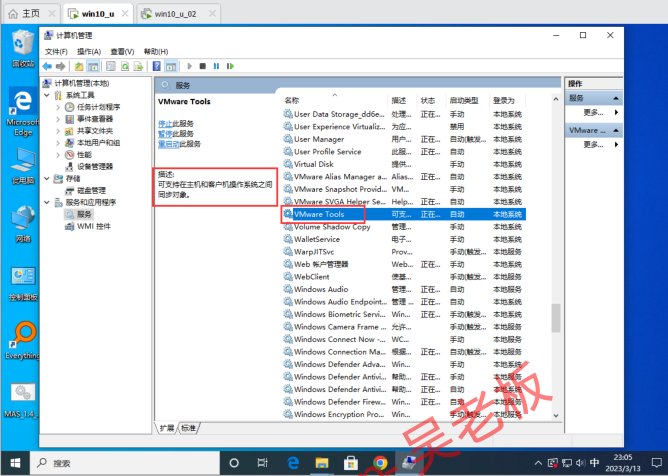 主页
win10_u
win10_u_02
计算机管理
文件(F) 操作(A) 查看(V) 帮助(H)
计算机管理(本地)
系统工具
任务计划程序
事件查看器
共享文件夹
本地用户和组
性能
设备管理器
存储
磁盘管理
服务和应用程序
服务
WMI 控件
服务
VMware Tools
停止此服务
暂停此服务
重启动此服务
描述:
可支持在主机和客户机操作系统之间
同步对象。
名称 描述 状态 启动类型 登录为
User Data Storage_dd6e... 处理... 正在... 手动 本地系统
User Experience Virtualiz... 为应... 禁用 本地系统
User Manager 用户... 正在... 自动(触发... 本地系统
User Profile Service 此服... 正在... 自动 本地系统
Virtual Disk 提供... 手动 本地系统
VMware Alias Manager a... VM... 正在... 自动 本地系统
VMware Snapshot Provid... VM... 手动 本地系统
VMware SVGA Helper Se... Hel... 正在... 自动 本地系统
VMware Tools 可支... 正在... 自动 本地系统
Volume Shadow Copy 管理... 手动 本地系统
WalletService 电子... 手动 本地系统
WarpJITSvc Prov... 手动(触发... 本地服务
Web 帐户管理器 Web... 正在... 手动 本地系统
WebClient 使基... 手动(触发... 本地服务
Windows Audio 管理... 正在... 自动 本地服务
Windows Audio Endpoint... 管理 ... 正在... 自动 本地系统
Windows Biometric Servi... Win... 正在... 手动(触发... 本地系统
Windows Camera Frame ... 允许... 手动(触发... 本地服务
Windows Connect Now -... WC... 手动 本地服务
Windows Connection Ma... 根据... 正在... 自动(触发... 本地服务
Windows Defender Adva... Win... 手动 本地系统
Windows Defender Antivi... 帮助... 正在... 手动 本地服务
Windows Defender Antivi... 帮助... 正在... 自动 本地系统
Windows Defender Firew... Win... 正在... 自动 本地服务
Windows Encryption Pro... Win... 手动(触发... 本地服务
扩展 标准
操作
服务
更多...
VMware ...
更多...
回收站
Microsoft
Edge
此电脑
网络
控制面板
Everything
MAS_1.4_
吴老板
搜索
中
23:05
2023/3/13